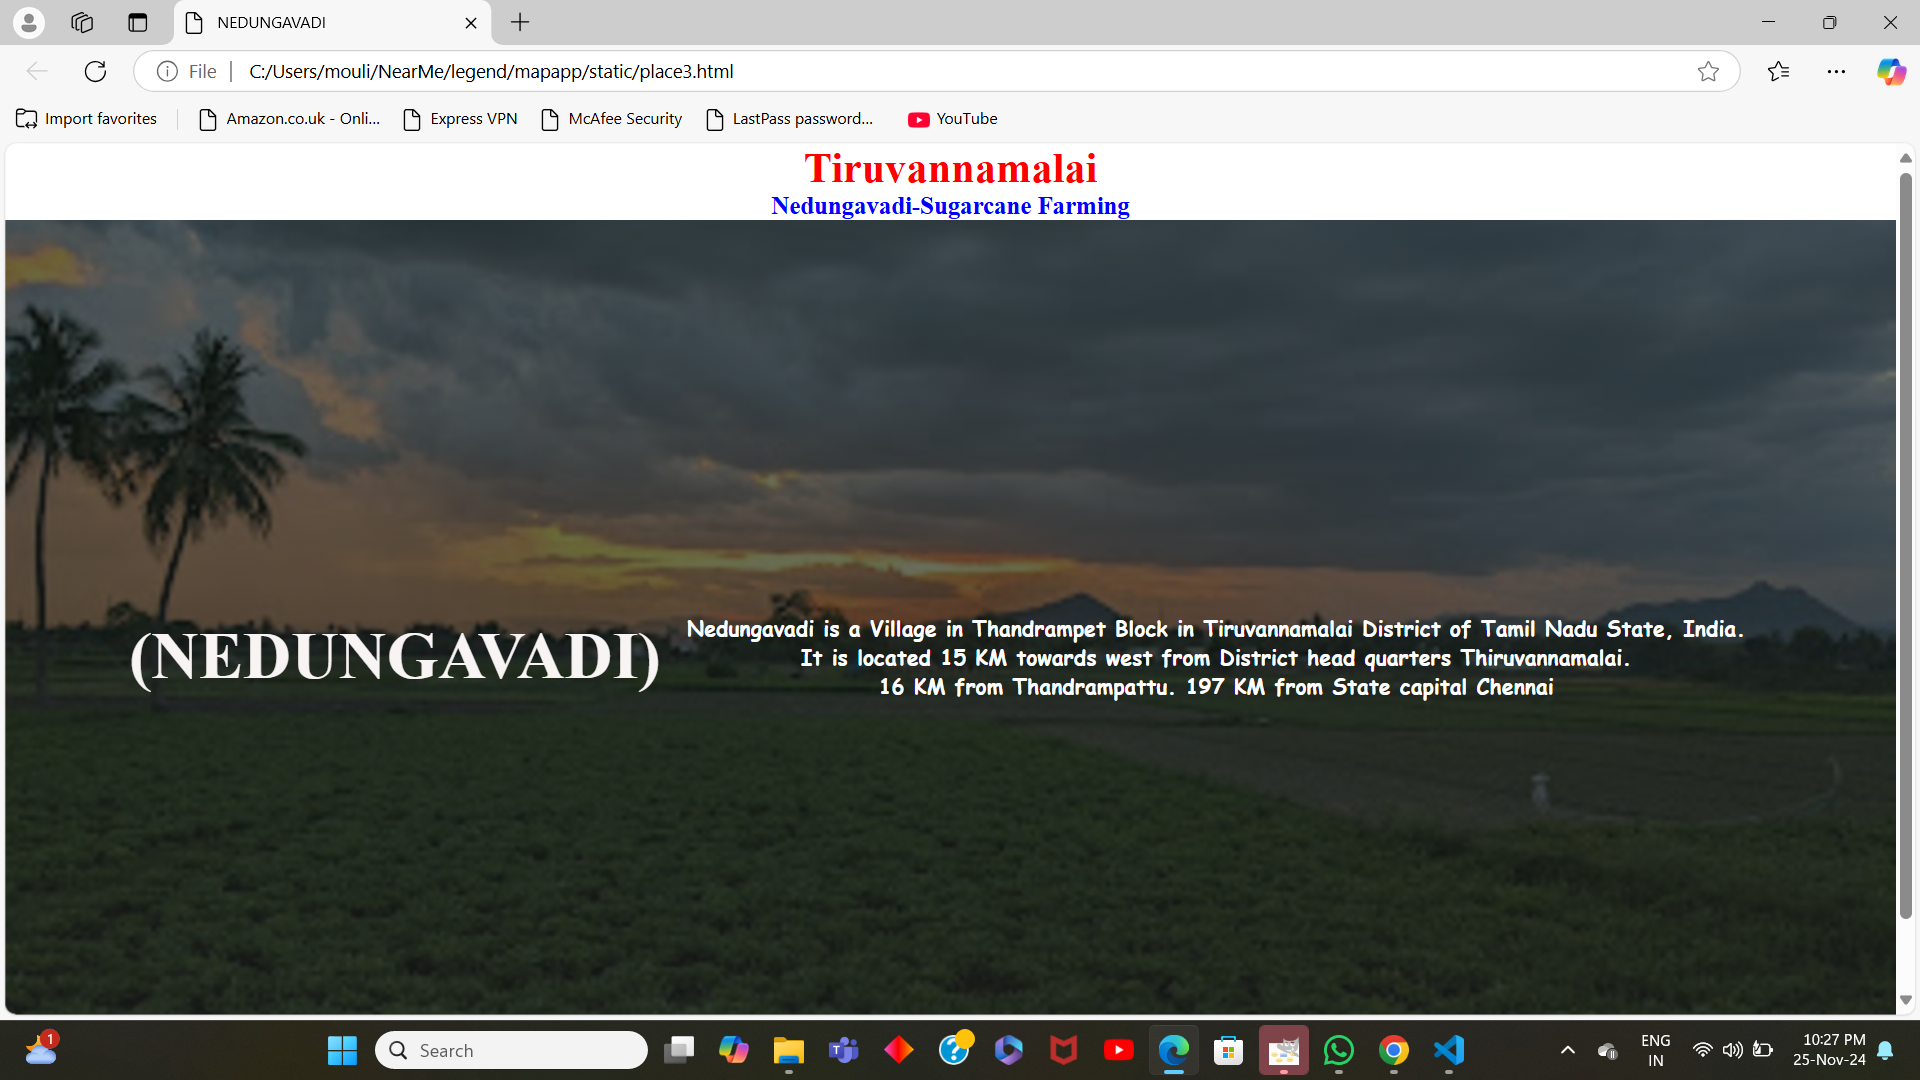 NEDUNGAVADI
File
C:/Users/mouli/NearMe/legend/mapapp/static/place3.html
Import favorites
Amazon.co.uk - Onli...
Express VPN
McAfee Security
LastPass password...
YouTube
Tiruvannamalai
Nedungavadi-Sugarcane Farming
(NEDUNGAVADI)
Nedungavadi is a Village in Thandrampet Block in Tiruvannamalai District of Tamil Nadu State, India.
It is located 15 KM towards west from District head quarters Thiruvannamalai.
16 KM from Thandrampattu. 197 KM from State capital Chennai
1
Search
ENG
IN
10:27 PM
25-Nov-24